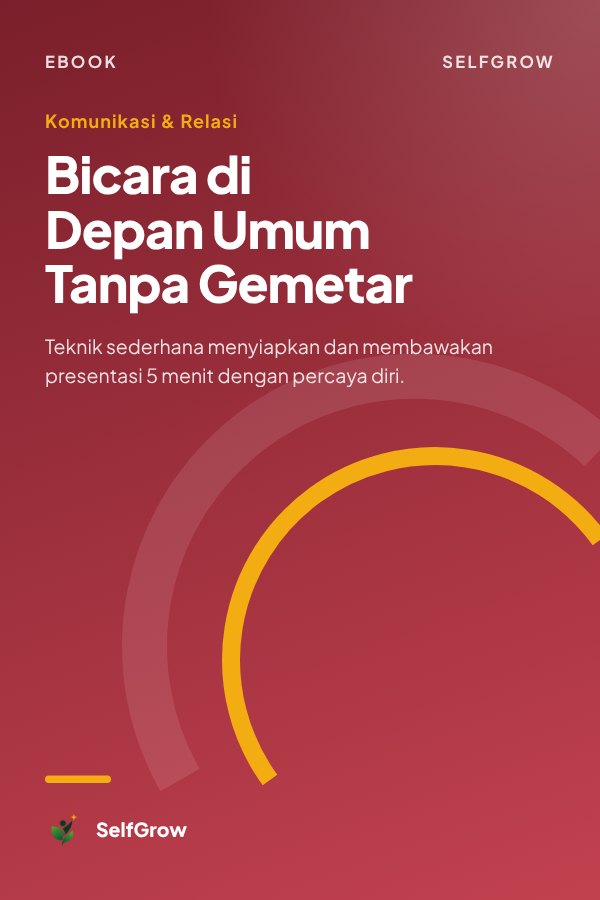 EBOOK
SELFGROW
Komunikasi & Relasi
Bicara di
Depan Umum
Tanpa Gemetar
Teknik sederhana menyiapkan dan membawakan
presentasi 5 menit dengan percaya diri.
SelfGrow